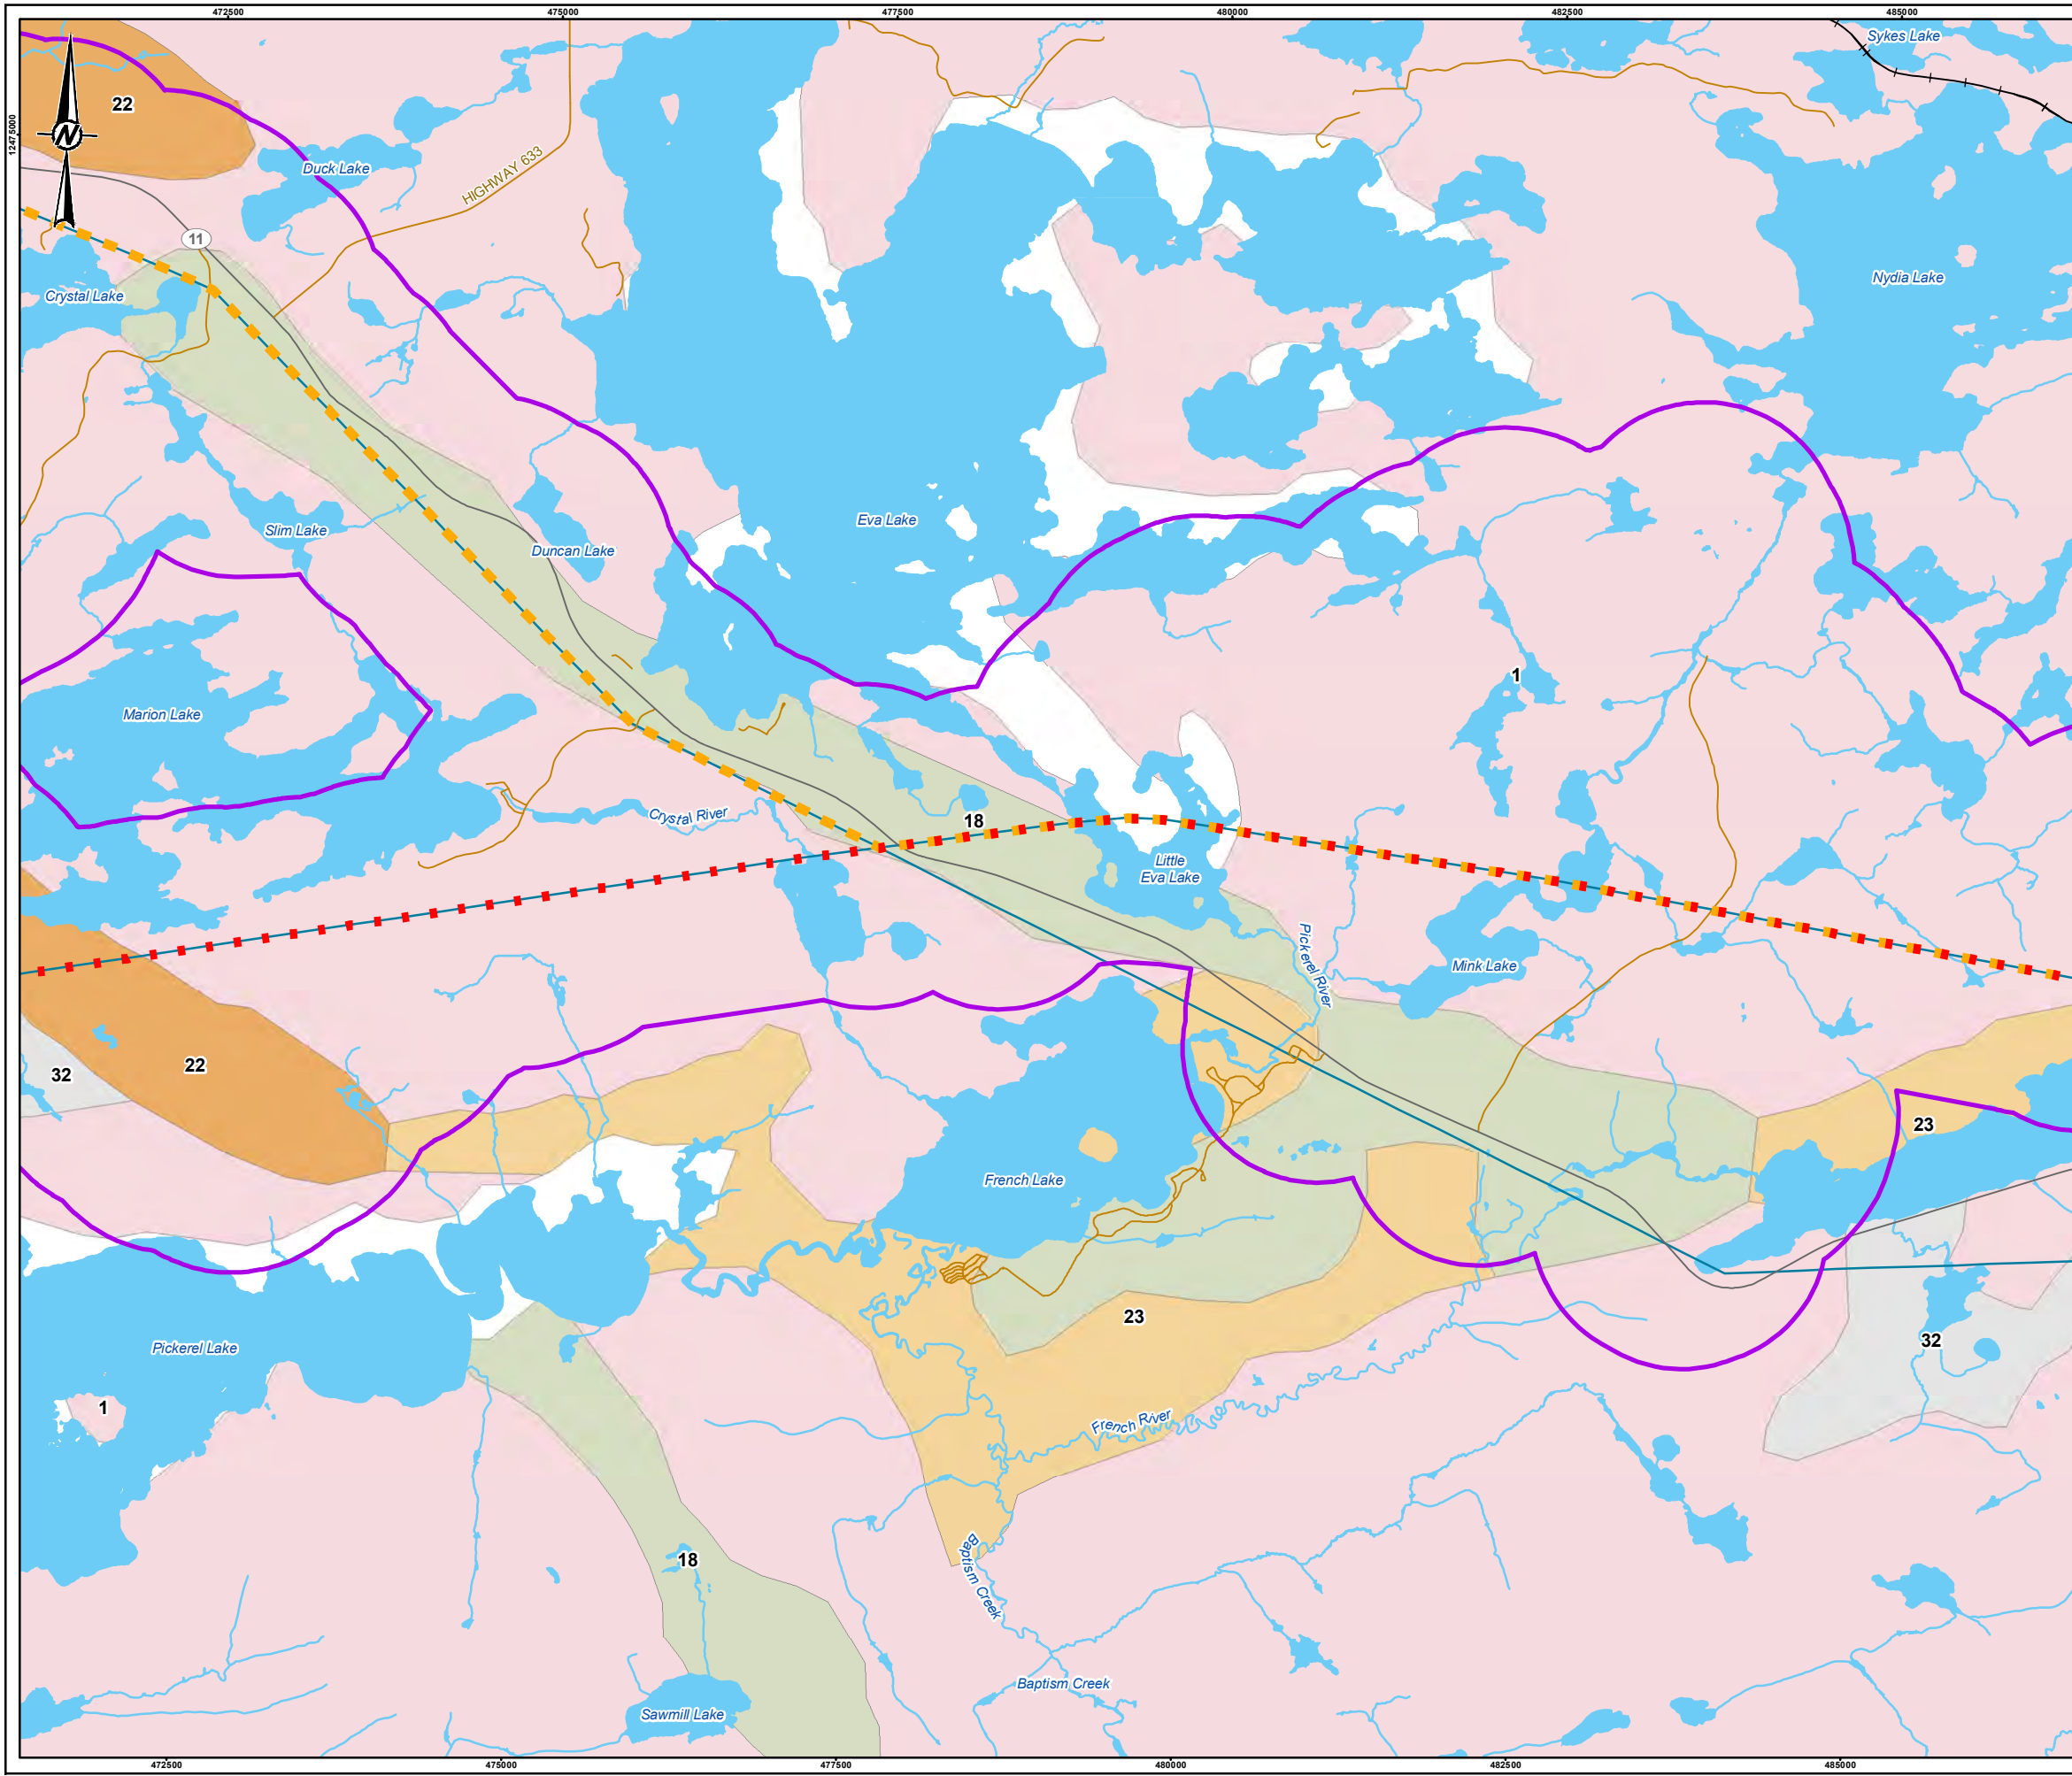 472500
475000
477500
480000
482500
485000
Sykes Lake
22
12475000
N
Duck Lake
HIGHWAY 633
11
Crystal Lake
Nydia Lake
Slim Lake
Eva Lake
Duncan Lake
1
Marion Lake
Crystal River
18
Little
Eva Lake
Pickerel River
Mink Lake
22
32
23
French Lake
23
32
Pickerel Lake
1
French River
18
Baptism Creek
Baptism Creek
Sawmill Lake
472500
475000
477500
480000
482500
485000